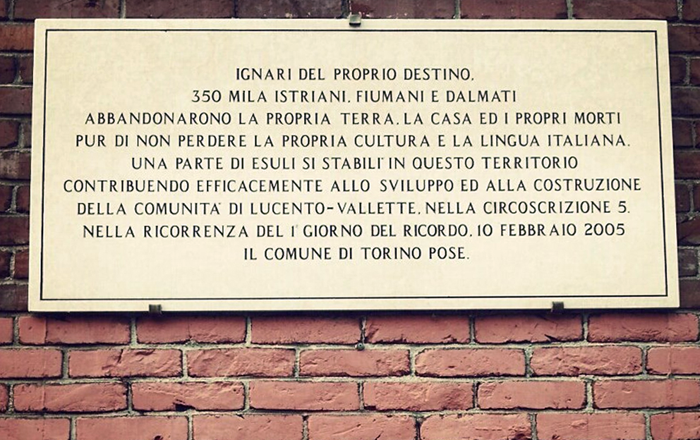 IGNARI DEL PROPRIO DESTINO,
350 MILA ISTRIANI, FIUMANI E DALMATI
ABBANDONARONO LA PROPRIA TERRA, LA CASA ED I PROPRI MORTI
PUR DI NON PERDERE LA PROPRIA CULTURA E LA LINGUA ITALIANA.
UNA PARTE DI ESULI SI STABILI' IN QUESTO TERRITORIO
CONTRIBUENDO EFFICACEMENTE ALLO SVILUPPO ED ALLA COSTRUZIONE
DELLA COMUNITA' DI LUCENTO-VALLETTE, NELLA CIRCOSCRIZIONE 5.
NELLA RICORRENZA DEL 1° GIORNO DEL RICORDO, 10 FEBBRAIO 2005
IL COMUNE DI TORINO POSE.